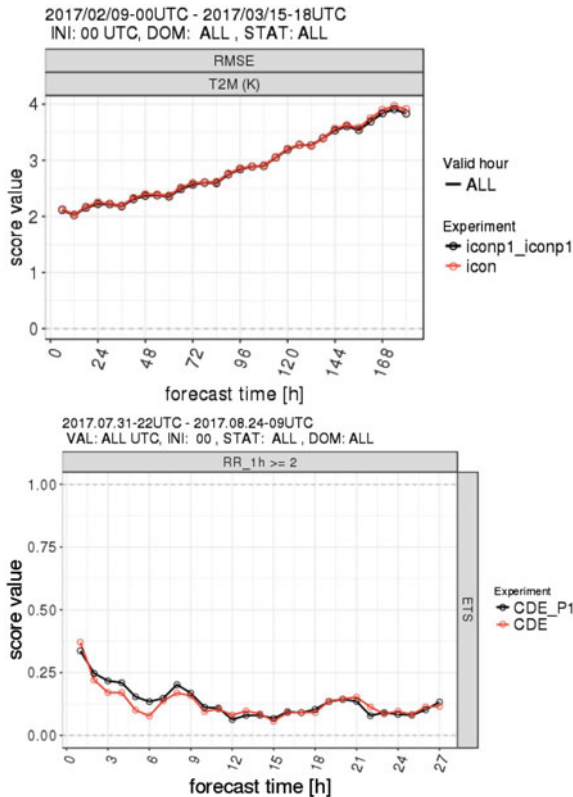 2017/02/09-00UTC - 2017/03/15-18UTC
INI: 00 UTC, DOM: ALL , STAT: ALL
RMSE
T2M (K)
score value
4
3
2
1
0
0 24 48 72 96 120 144 168
forecast time [h]
Valid hour
ALL
Experiment
iconp1_iconp1
icon
2017.07.31-22UTC - 2017.08.24-09UTC
VAL: ALL UTC, INI: 00 , STAT: ALL , DOM: ALL
RR_1h >= 2
ETS
score value
1.00
0.75
0.50
0.25
0.00
0 3 6 9 12 15 18 21 24 27
forecast time [h]
Experiment
CDE_P1
CDE